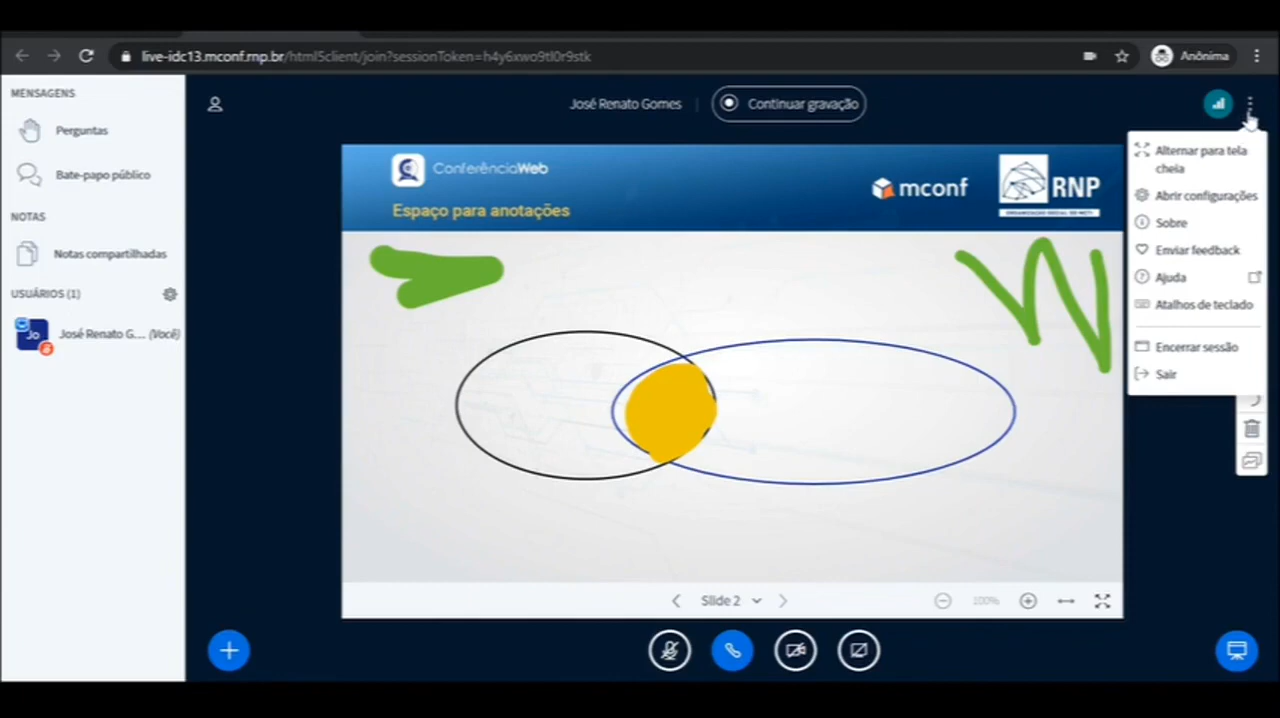 live-idc13.mconf.rnp.br/html5client/join?sessionToken=h4y6xwo9tl0r9stk
Anônima
MENSAGENS
Perguntas
Bate-papo público
NOTAS
Notas compartilhadas
USUÁRIOS (1)
Jo
José Renato G... (Você)
José Renato Gomes
Continuar gravação
ConferênciaWeb
Espaço para anotações
mconf
RNP
Alternar para tela
cheia
Abrir configurações
Sobre
Enviar feedback
Ajuda
Atalhos de teclado
Encerrar sessão
Sair
Slide 2
100%